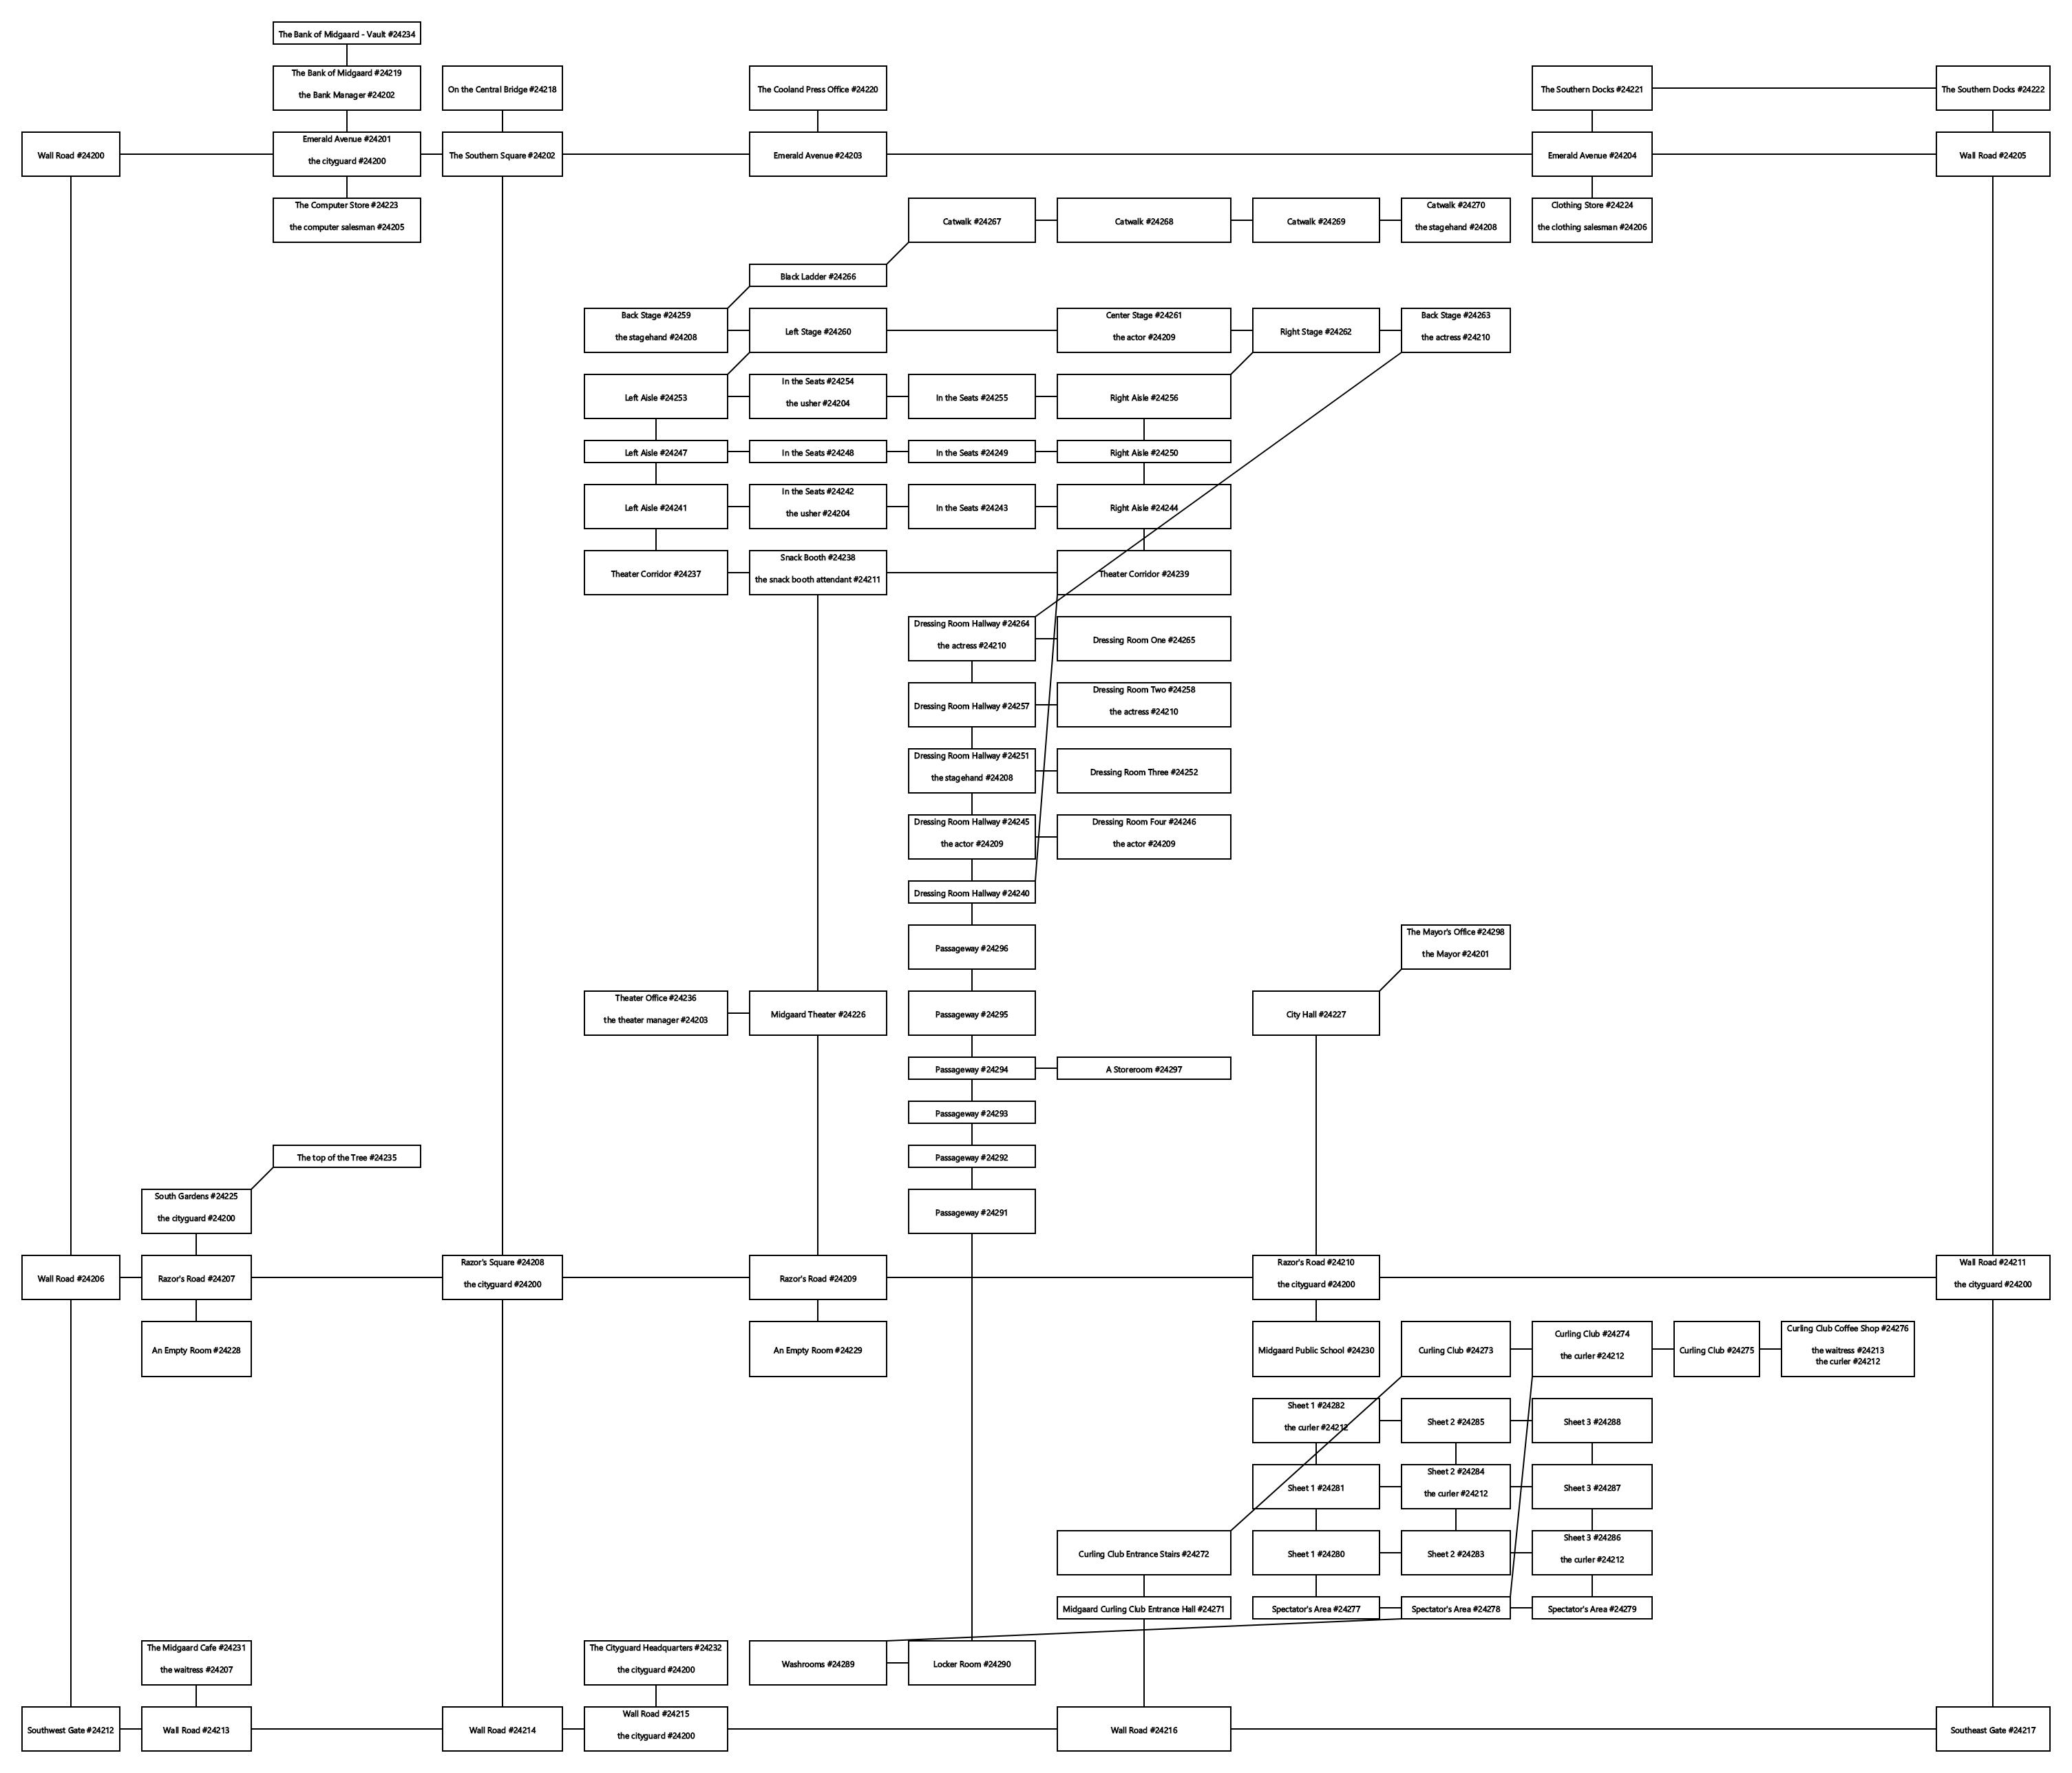 The Bank of Midgaard - Vault #24234
The Bank of Midgaard #24219
the Bank Manager #24202
On the Central Bridge #24218
The Cooland Press Office #24220
The Southern Docks #24221
The Southern Docks #24222
Wall Road #24200
Emerald Avenue #24201
the cityguard #24200
The Southern Square #24202
Emerald Avenue #24203
Emerald Avenue #24204
Wall Road #24205
The Computer Store #24223
the computer salesman #24205
Catwalk #24267
Catwalk #24268
Catwalk #24269
Catwalk #24270
the stagehand #24208
Clothing Store #24224
the clothing salesman #24206
Black Ladder #24266
Back Stage #24259
the stagehand #24208
Left Stage #24260
Center Stage #24261
the actor #24209
Right Stage #24262
Back Stage #24263
the actress #24210
Left Aisle #24253
In the Seats #24254
the usher #24204
In the Seats #24255
Right Aisle #24256
Left Aisle #24247
In the Seats #24248
In the Seats #24249
Right Aisle #24250
Left Aisle #24241
In the Seats #24242
the usher #24204
In the Seats #24243
Right Aisle #24244
Theater Corridor #24237
Snack Booth #24238
the snack booth attendant #24211
Theater Corridor #24239
Dressing Room Hallway #24264
the actress #24210
Dressing Room One #24265
Dressing Room Hallway #24257
Dressing Room Two #24258
the actress #24210
Dressing Room Hallway #24251
the stagehand #24208
Dressing Room Three #24252
Dressing Room Hallway #24245
the actor #24209
Dressing Room Four #24246
the actor #24209
Dressing Room Hallway #24240
Passageway #24296
The Mayor's Office #24298
the Mayor #24201
Theater Office #24236
the theater manager #24203
Midgaard Theater #24226
Passageway #24295
City Hall #24227
Passageway #24294
A Storeroom #24297
Passageway #24293
The top of the Tree #24235
Passageway #24292
South Gardens #24225
the cityguard #24200
Passageway #24291
Wall Road #24206
Razor's Road #24207
Razor's Square #24208
the cityguard #24200
Razor's Road #24209
Razor's Road #24210
the cityguard #24200
Wall Road #24211
the cityguard #24200
An Empty Room #24228
An Empty Room #24229
Midgaard Public School #24230
Curling Club #24273
Curling Club #24274
the curler #24212
Curling Club #24275
Curling Club Coffee Shop #24276
the waitress #24213
the curler #24212
Sheet 1 #24282
the curler #24212
Sheet 2 #24285
Sheet 3 #24288
Sheet 1 #24281
Sheet 2 #24284
the curler #24212
Sheet 3 #24287
Curling Club Entrance Stairs #24272
Sheet 1 #24280
Sheet 2 #24283
Sheet 3 #24286
the curler #24212
Midgaard Curling Club Entrance Hall #24271
Spectator's Area #24277
Spectator's Area #24278
Spectator's Area #24279
The Midgaard Cafe #24231
the waitress #24207
The Cityguard Headquarters #24232
the cityguard #24200
Washrooms #24289
Locker Room #24290
Southwest Gate #24212
Wall Road #24213
Wall Road #24214
Wall Road #24215
the cityguard #24200
Wall Road #24216
Southeast Gate #24217